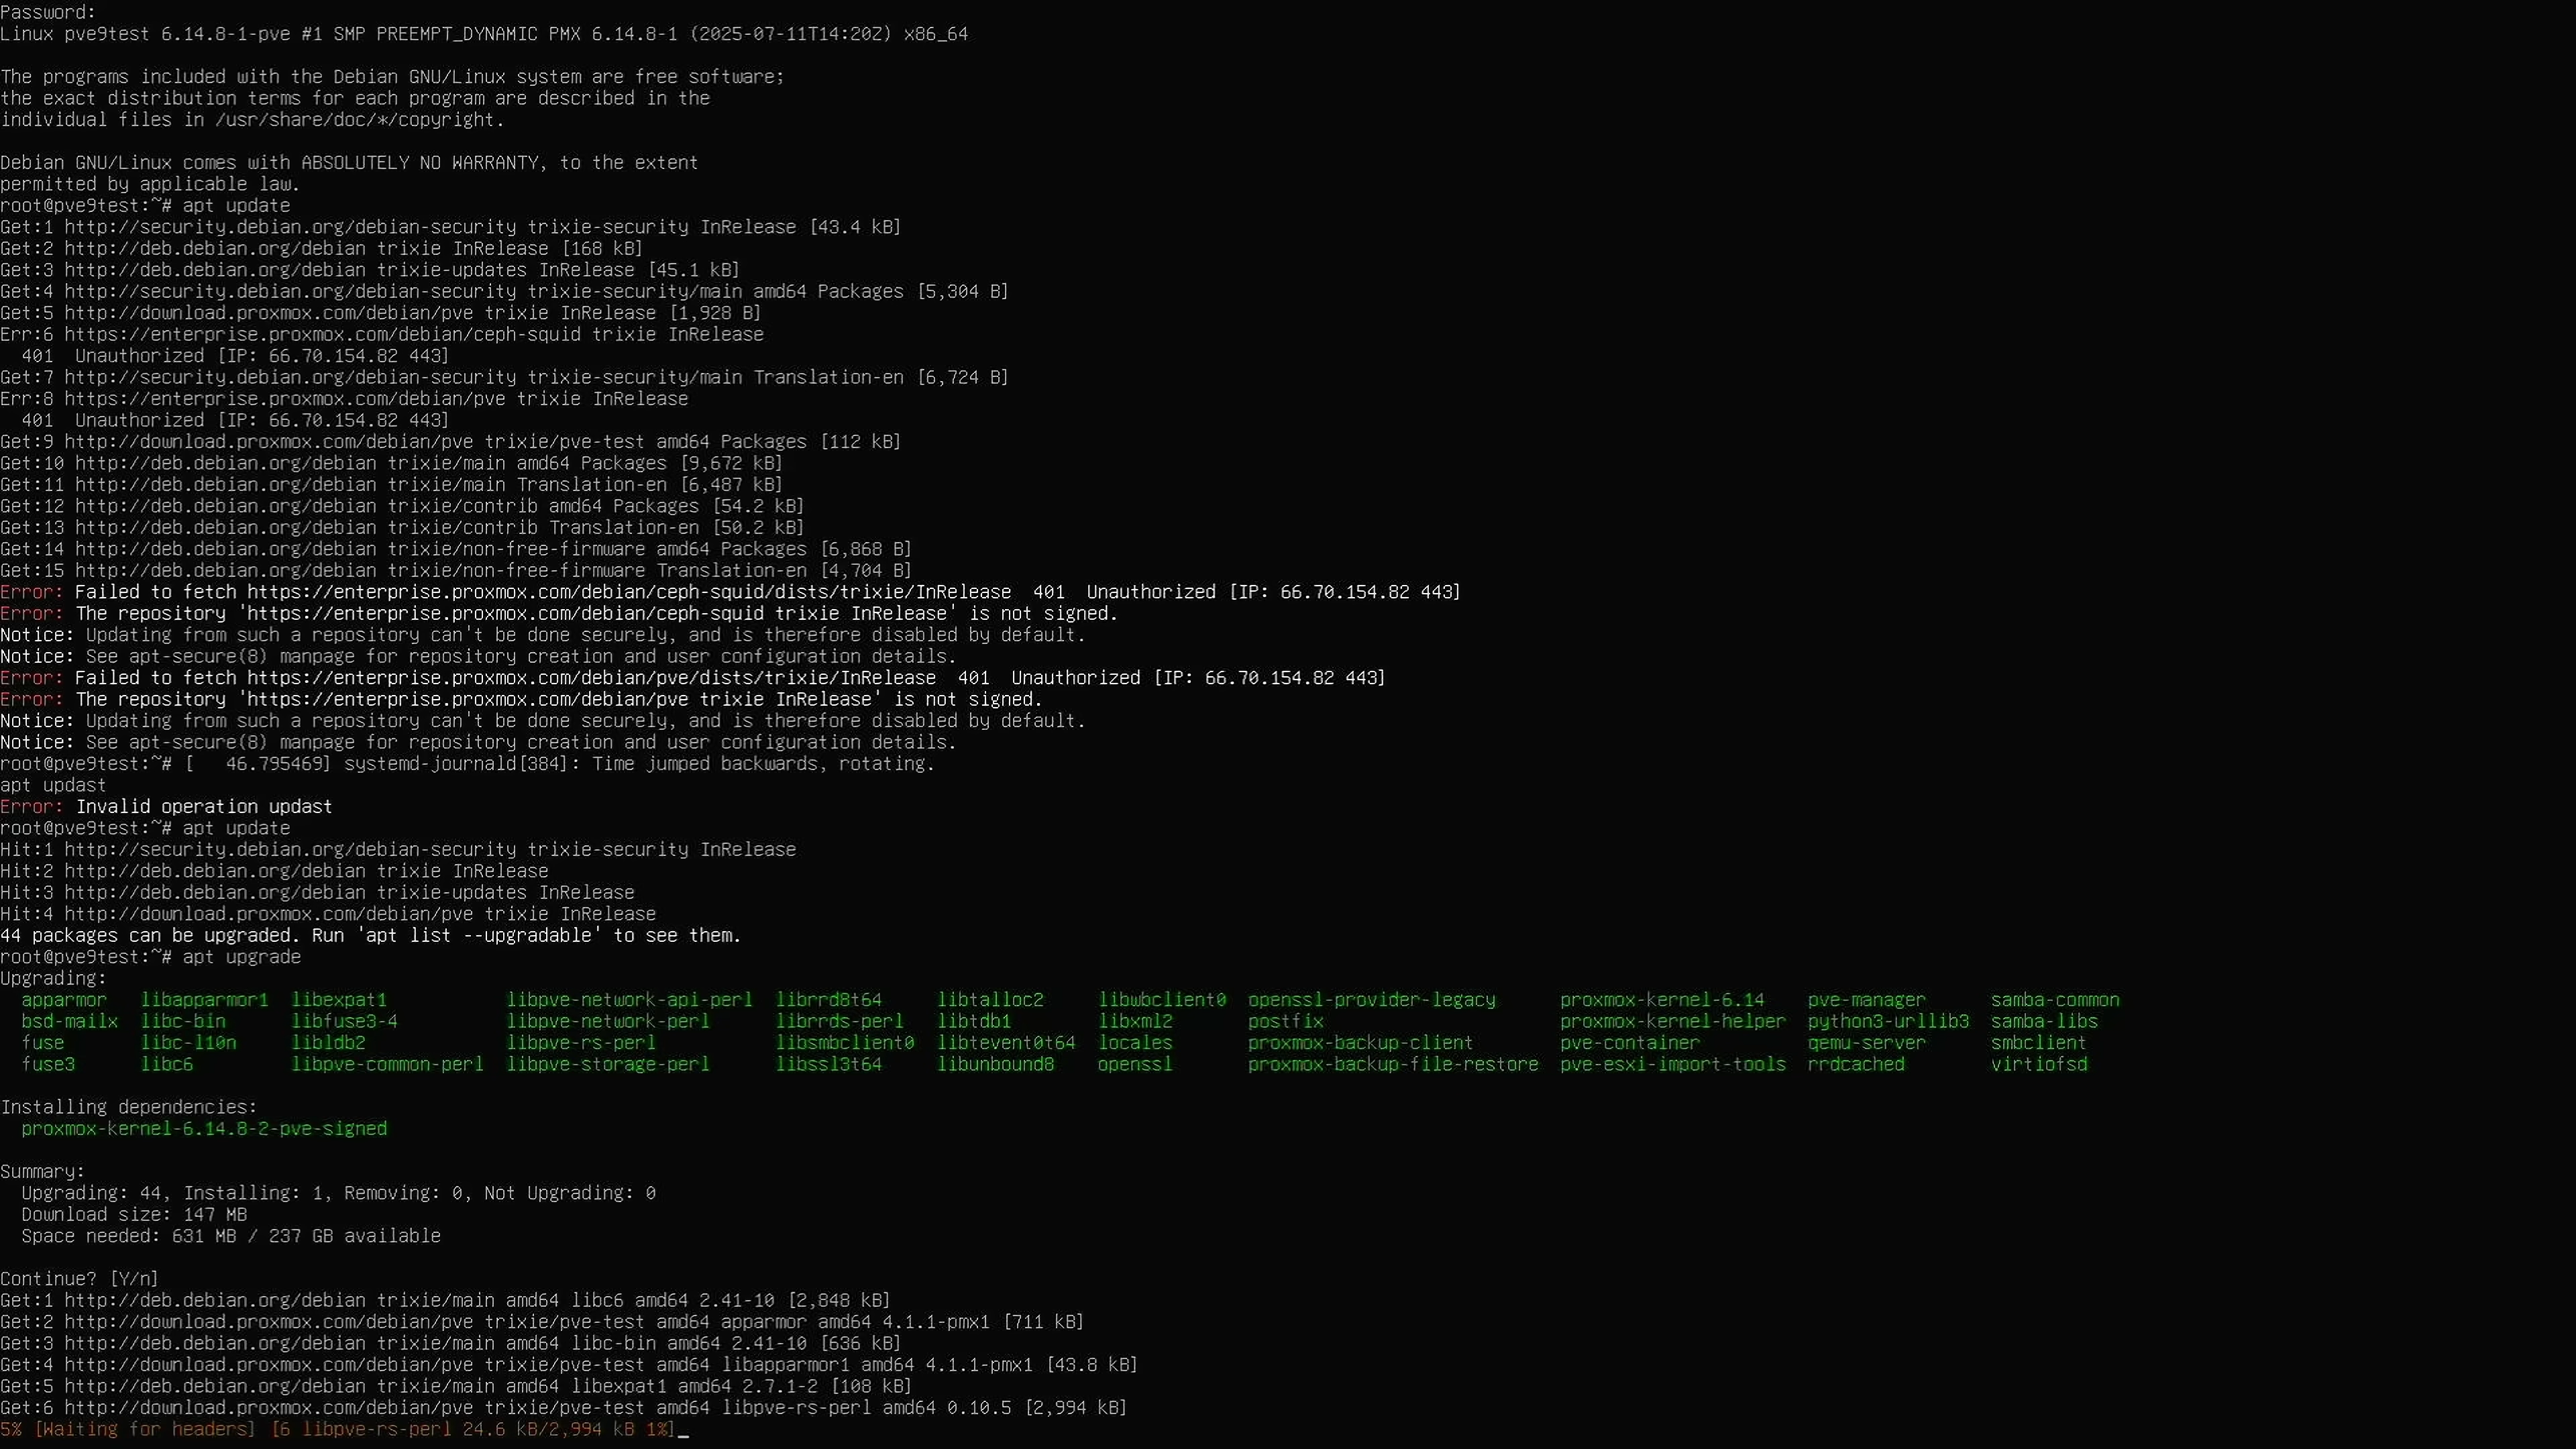 Password:
Linux pve9test 6.14.8-1-pve #1 SMP PREEMPT_DYNAMIC PMX 6.14.8-1 (2025-07-11T14:20Z) x86_64
The programs included with the Debian GNU/Linux system are free software;
the exact distribution terms for each program are described in the
individual files in /usr/share/doc/*/copyright.
Debian GNU/Linux comes with ABSOLUTELY NO WARRANTY, to the extent
permitted by applicable law.
root@pve9test:~# apt update
Get:1 http://security.debian.org/debian-security trixie-security InRelease [43.4 kB]
Get:2 http://deb.debian.org/debian trixie InRelease [168 kB]
Get:3 http://deb.debian.org/debian trixie-updates InRelease [45.1 kB]
Get:4 http://security.debian.org/debian-security trixie-security/main amd64 Packages [5,304 B]
Get:5 http://download.proxmox.com/debian/pve trixie InRelease [1,928 B]
Err:6 https://enterprise.proxmox.com/debian/ceph-squid trixie InRelease
  401  Unauthorized [IP: 66.70.154.82 443]
Get:7 http://security.debian.org/debian-security trixie-security/main Translation-en [6,724 B]
Err:8 https://enterprise.proxmox.com/debian/pve trixie InRelease
  401  Unauthorized [IP: 66.70.154.82 443]
Get:9 http://download.proxmox.com/debian/pve trixie/pve-test amd64 Packages [112 kB]
Get:10 http://deb.debian.org/debian trixie/main amd64 Packages [9,672 kB]
Get:11 http://deb.debian.org/debian trixie/main Translation-en [6,487 kB]
Get:12 http://deb.debian.org/debian trixie/contrib amd64 Packages [54.2 kB]
Get:13 http://deb.debian.org/debian trixie/contrib Translation-en [50.2 kB]
Get:14 http://deb.debian.org/debian trixie/non-free-firmware amd64 Packages [6,868 B]
Get:15 http://deb.debian.org/debian trixie/non-free-firmware Translation-en [4,704 B]
Error: Failed to fetch https://enterprise.proxmox.com/debian/ceph-squid/dists/trixie/InRelease  401  Unauthorized [IP: 66.70.154.82 443]
Error: The repository 'https://enterprise.proxmox.com/debian/ceph-squid trixie InRelease' is not signed.
Notice: Updating from such a repository can't be done securely, and is therefore disabled by default.
Notice: See apt-secure(8) manpage for repository creation and user configuration details.
Error: Failed to fetch https://enterprise.proxmox.com/debian/pve/dists/trixie/InRelease  401  Unauthorized [IP: 66.70.154.82 443]
Error: The repository 'https://enterprise.proxmox.com/debian/pve trixie InRelease' is not signed.
Notice: Updating from such a repository can't be done securely, and is therefore disabled by default.
Notice: See apt-secure(8) manpage for repository creation and user configuration details.
root@pve9test:~# [   46.795469] systemd-journald[384]: Time jumped backwards, rotating.
apt updast
Error: Invalid operation updast
root@pve9test:~# apt update
Hit:1 http://security.debian.org/debian-security trixie-security InRelease
Hit:2 http://deb.debian.org/debian trixie InRelease
Hit:3 http://deb.debian.org/debian trixie-updates InRelease
Hit:4 http://download.proxmox.com/debian/pve trixie InRelease
44 packages can be upgraded. Run 'apt list --upgradable' to see them.
root@pve9test:~# apt upgrade
Upgrading:
  apparmor   libapparmor1  libexpat1           libpve-network-api-perl  librrd8t64    libtalloc2    libwbclient0  openssl-provider-legacy      proxmox-kernel-6.14    pve-manager      samba-common
  bsd-mailx  libc-bin      libfuse3-4          libpve-network-perl      librrds-perl  libtdb1       libxml2       postfix                      proxmox-kernel-helper  python3-urllib3  samba-libs
  fuse       libc-l10n     libldb2             libpve-rs-perl           libsmbclient0  libtevent0t64  locales       proxmox-backup-client        pve-container          qemu-server      smbclient
  fuse3      libc6         libpve-common-perl  libpve-storage-perl      libssl3t64    libunbound8   openssl       proxmox-backup-file-restore  pve-esxi-import-tools  rrdcached        virtiofsd
Installing dependencies:
  proxmox-kernel-6.14.8-2-pve-signed
Summary:
  Upgrading: 44, Installing: 1, Removing: 0, Not Upgrading: 0
  Download size: 147 MB
  Space needed: 631 MB / 237 GB available
Continue? [Y/n]
Get:1 http://deb.debian.org/debian trixie/main amd64 libc6 amd64 2.41-10 [2,848 kB]
Get:2 http://download.proxmox.com/debian/pve trixie/pve-test amd64 apparmor amd64 4.1.1-pmx1 [711 kB]
Get:3 http://deb.debian.org/debian trixie/main amd64 libc-bin amd64 2.41-10 [636 kB]
Get:4 http://download.proxmox.com/debian/pve trixie/pve-test amd64 libapparmor1 amd64 4.1.1-pmx1 [43.8 kB]
Get:5 http://deb.debian.org/debian trixie/main amd64 libexpat1 amd64 2.7.1-2 [108 kB]
Get:6 http://download.proxmox.com/debian/pve trixie/pve-test amd64 libpve-rs-perl amd64 0.10.5 [2,994 kB]
5% [Waiting for headers] [6 libpve-rs-perl 24.6 kB/2,994 kB 1%]_